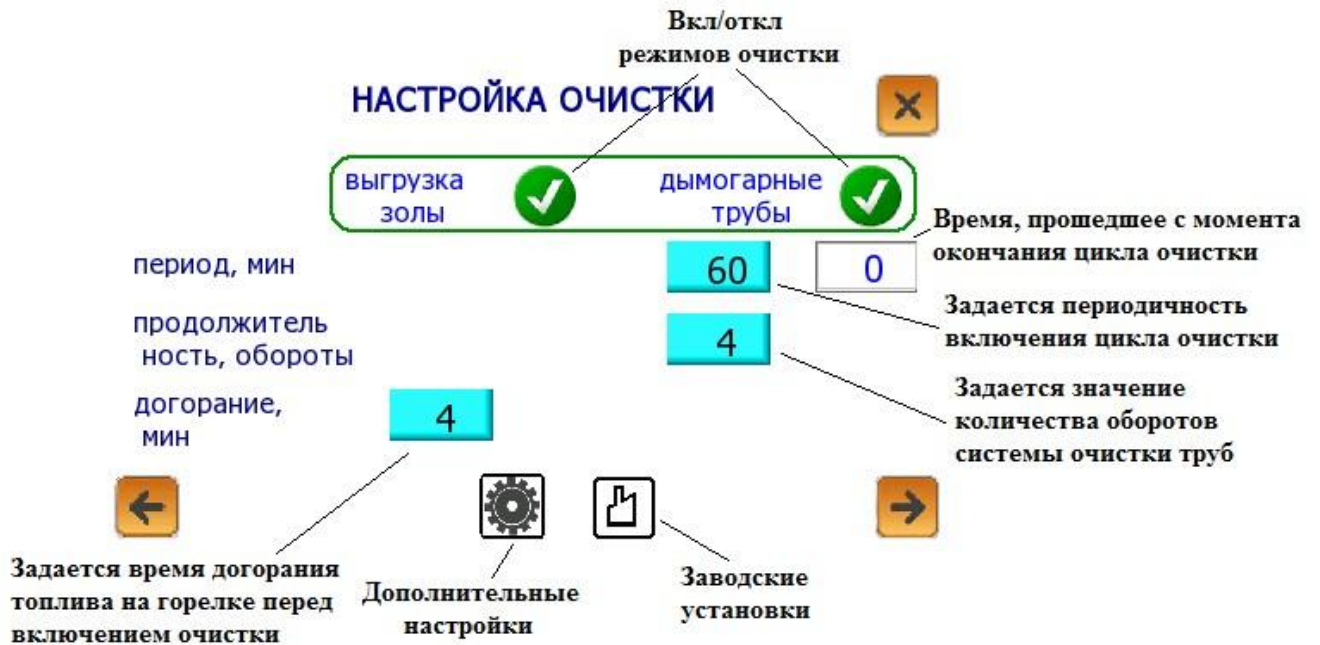 Вкл/откл
режимов очистки
НАСТРОЙКА ОЧИСТКИ
выгрузка
золы
дымогарные
трубы
Время, прошедшее с момента
окончания цикла очистки
период, мин
60
0
Задается периодичность
включения цикла очистки
продолжитель
ность, обороты
4
Задается значение
количества оборотов
системы очистки труб
догорание,
мин
4
Задается время догорания
топлива на горелке перед
включением очистки
Дополнительные
настройки
Заводские
установки